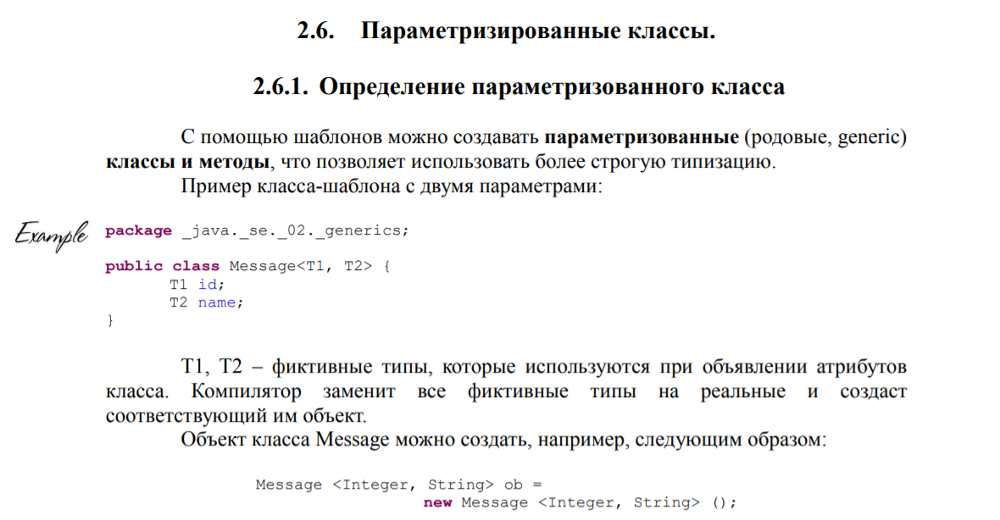 2.6. Параметризированные классы.
2.6.1. Определение параметризованного класса
С помощью шаблонов можно создавать параметризованные (родовые, generic)
классы и методы, что позволяет использовать более строгую типизацию.
Пример класса-шаблона с двумя параметрами:
Example
package _java._se._02._generics;
public class Message<T1, T2> {
T1 id;
T2 name;
}
T1, T2 – фиктивные типы, которые используются при объявлении атрибутов
класса. Компилятор заменит все фиктивные типы на реальные и создаст
соответствующий им объект.
Объект класса Message можно создать, например, следующим образом:
Message <Integer, String> ob =
new Message <Integer, String> ();